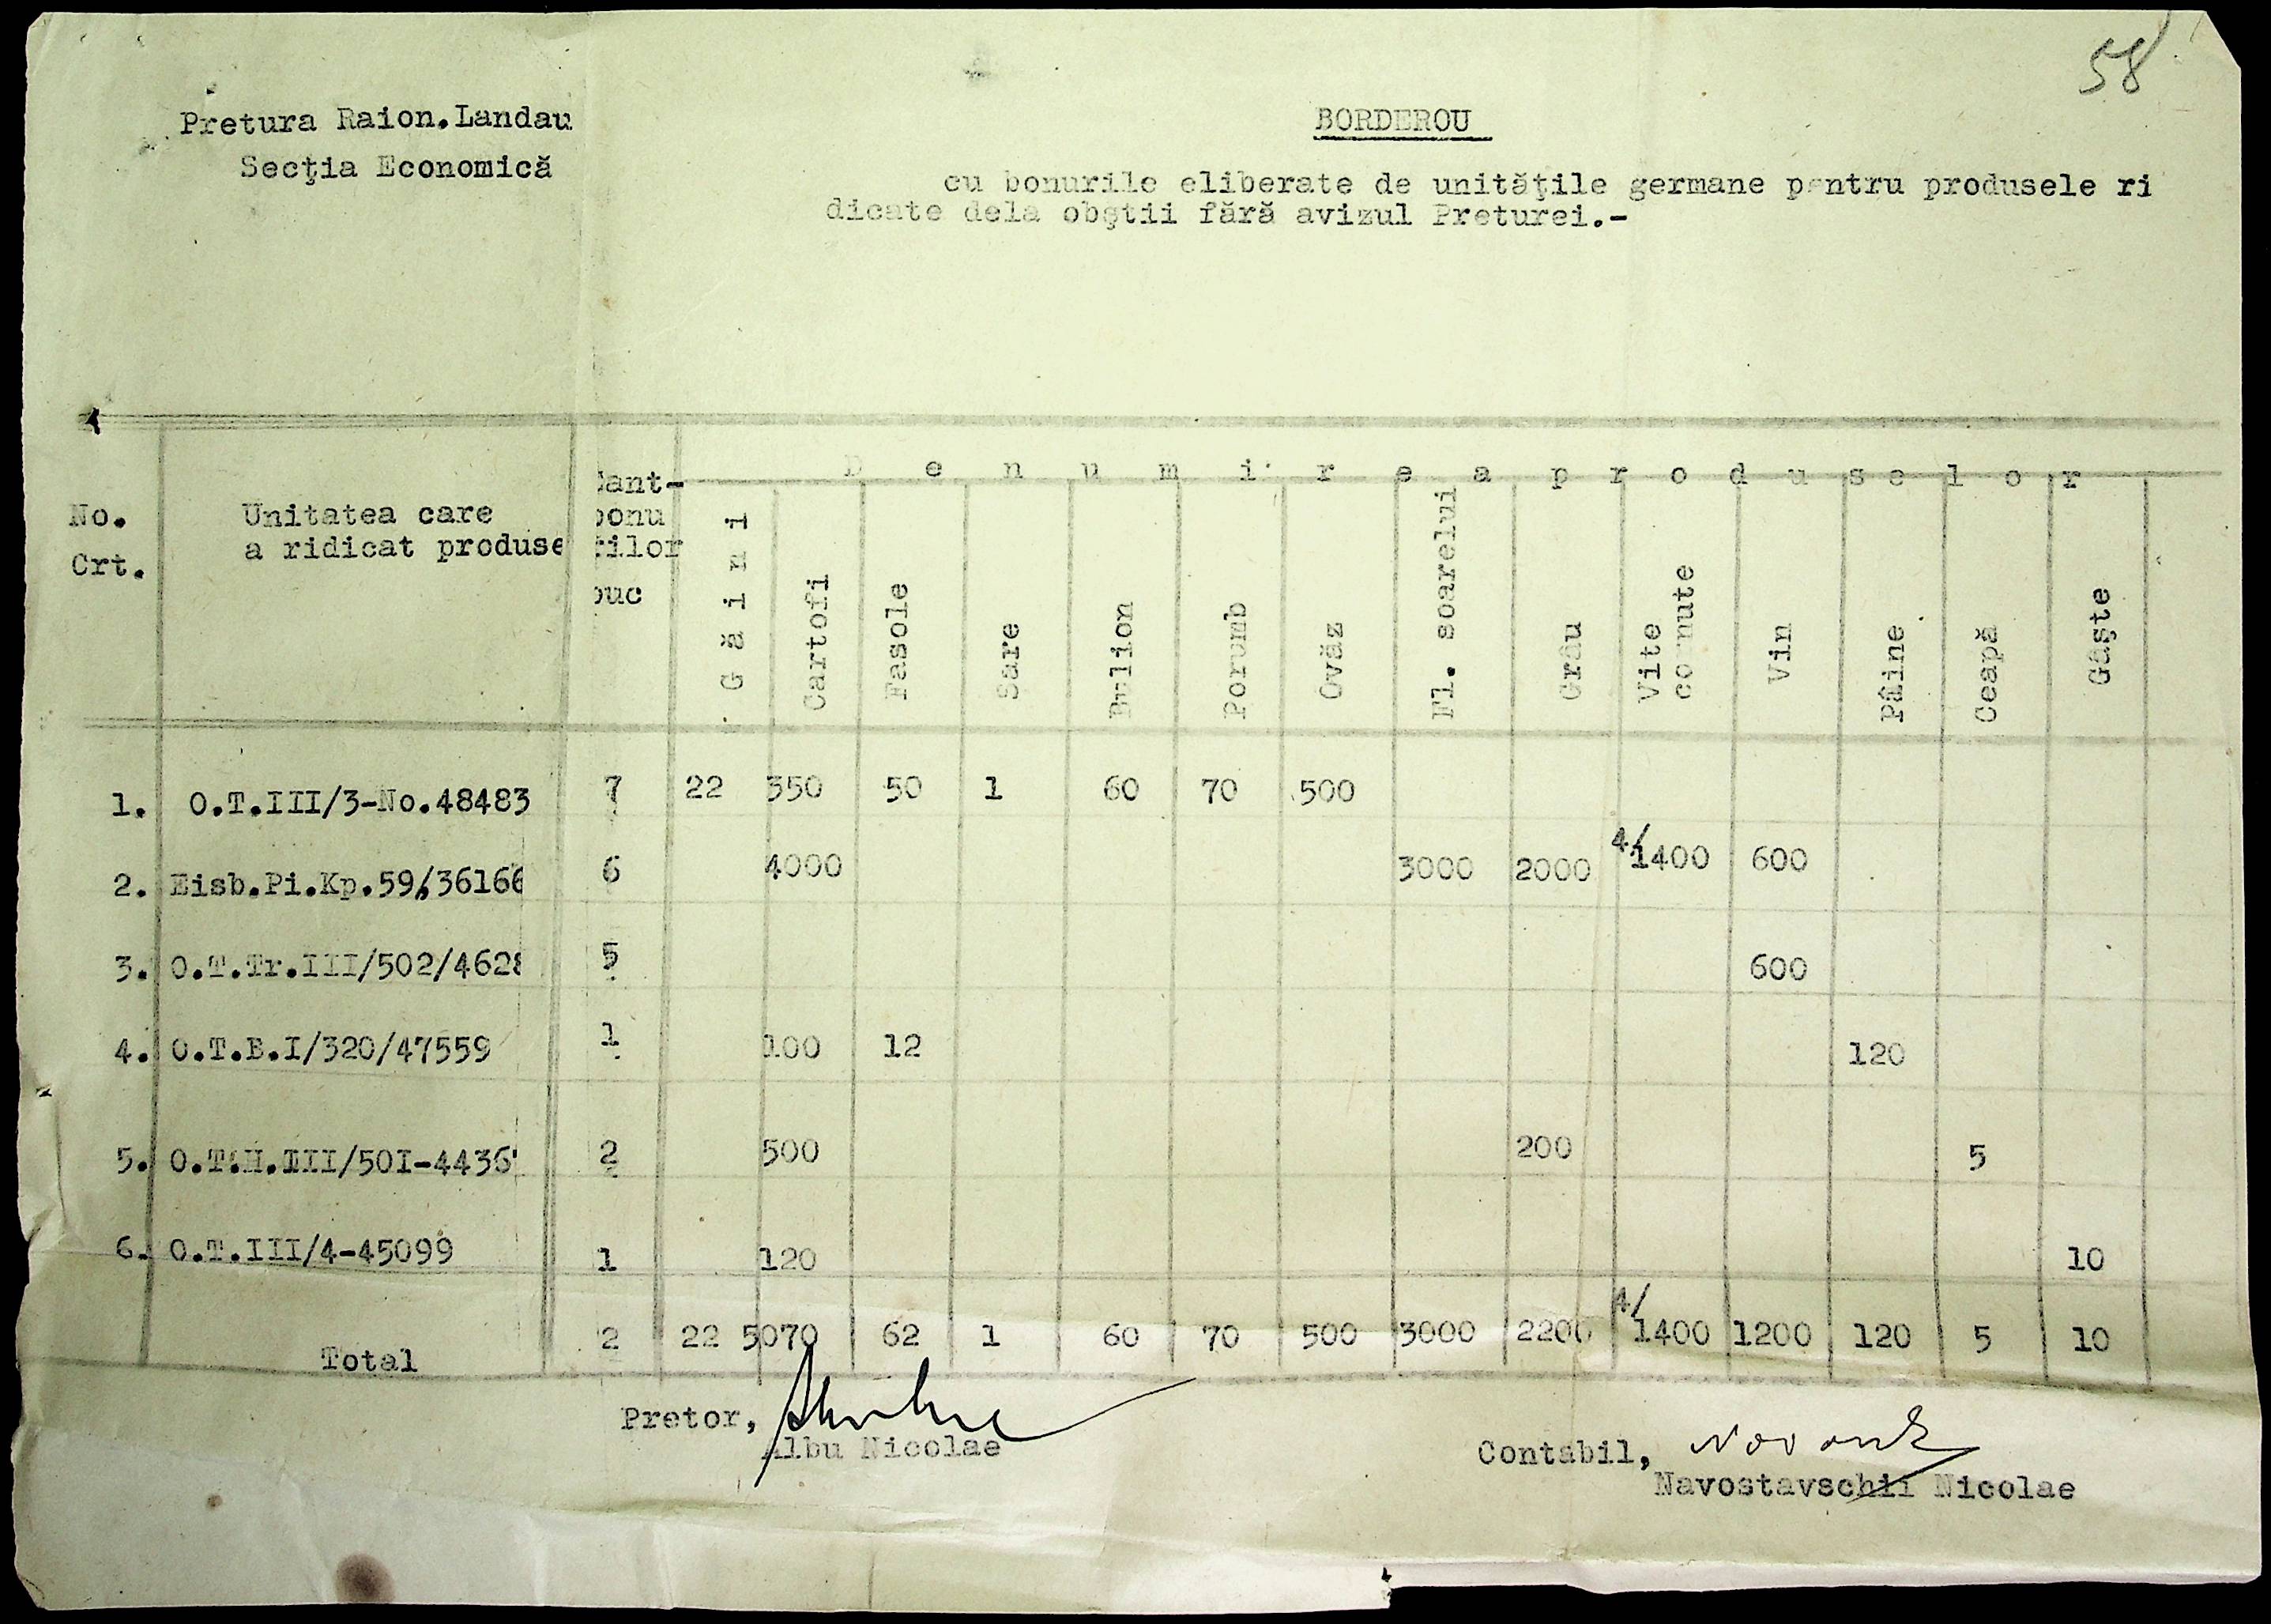 58
Pretura Raion.Landau
Secţia Economică
BORDEROU
cu bonurile eliberate de unităţile germane pentru produsele ri
dicate dela obştii fără avizul Preturei.-
No.
Crt.
Unitatea care
a ridicat produse
ant-
bonu
rilor
buc
D e n u m i r e a p r o d u s e l o r
G ă i n i
Cartofi
Fasole
Sare
Bulion
Porumb
Ovăz
Fl. soarelui
Grâu
Vite
cornute
Vin
Pâine
Ceapă
Gâşte
1. O.T.III/3-No.48483 7 22 350 50 1 60 70 500
2. Eisb.Pi.Kp.59/36166 6 4000 3000 2000 4/1400 600
3. O.T.Tr.III/502/4628 5 600
4. O.T.B.I/320/47559 1 100 12 120
5. O.T.H.III/50I-4436 2 500 200 5
6. O.T.III/4-45099 1 120 10
Total 2 22 5070 62 1 60 70 500 3000 2200 4/1400 1200 120 5 10
Pretor,
Albu Nicolae
Contabil,
Navostavschii Nicolae